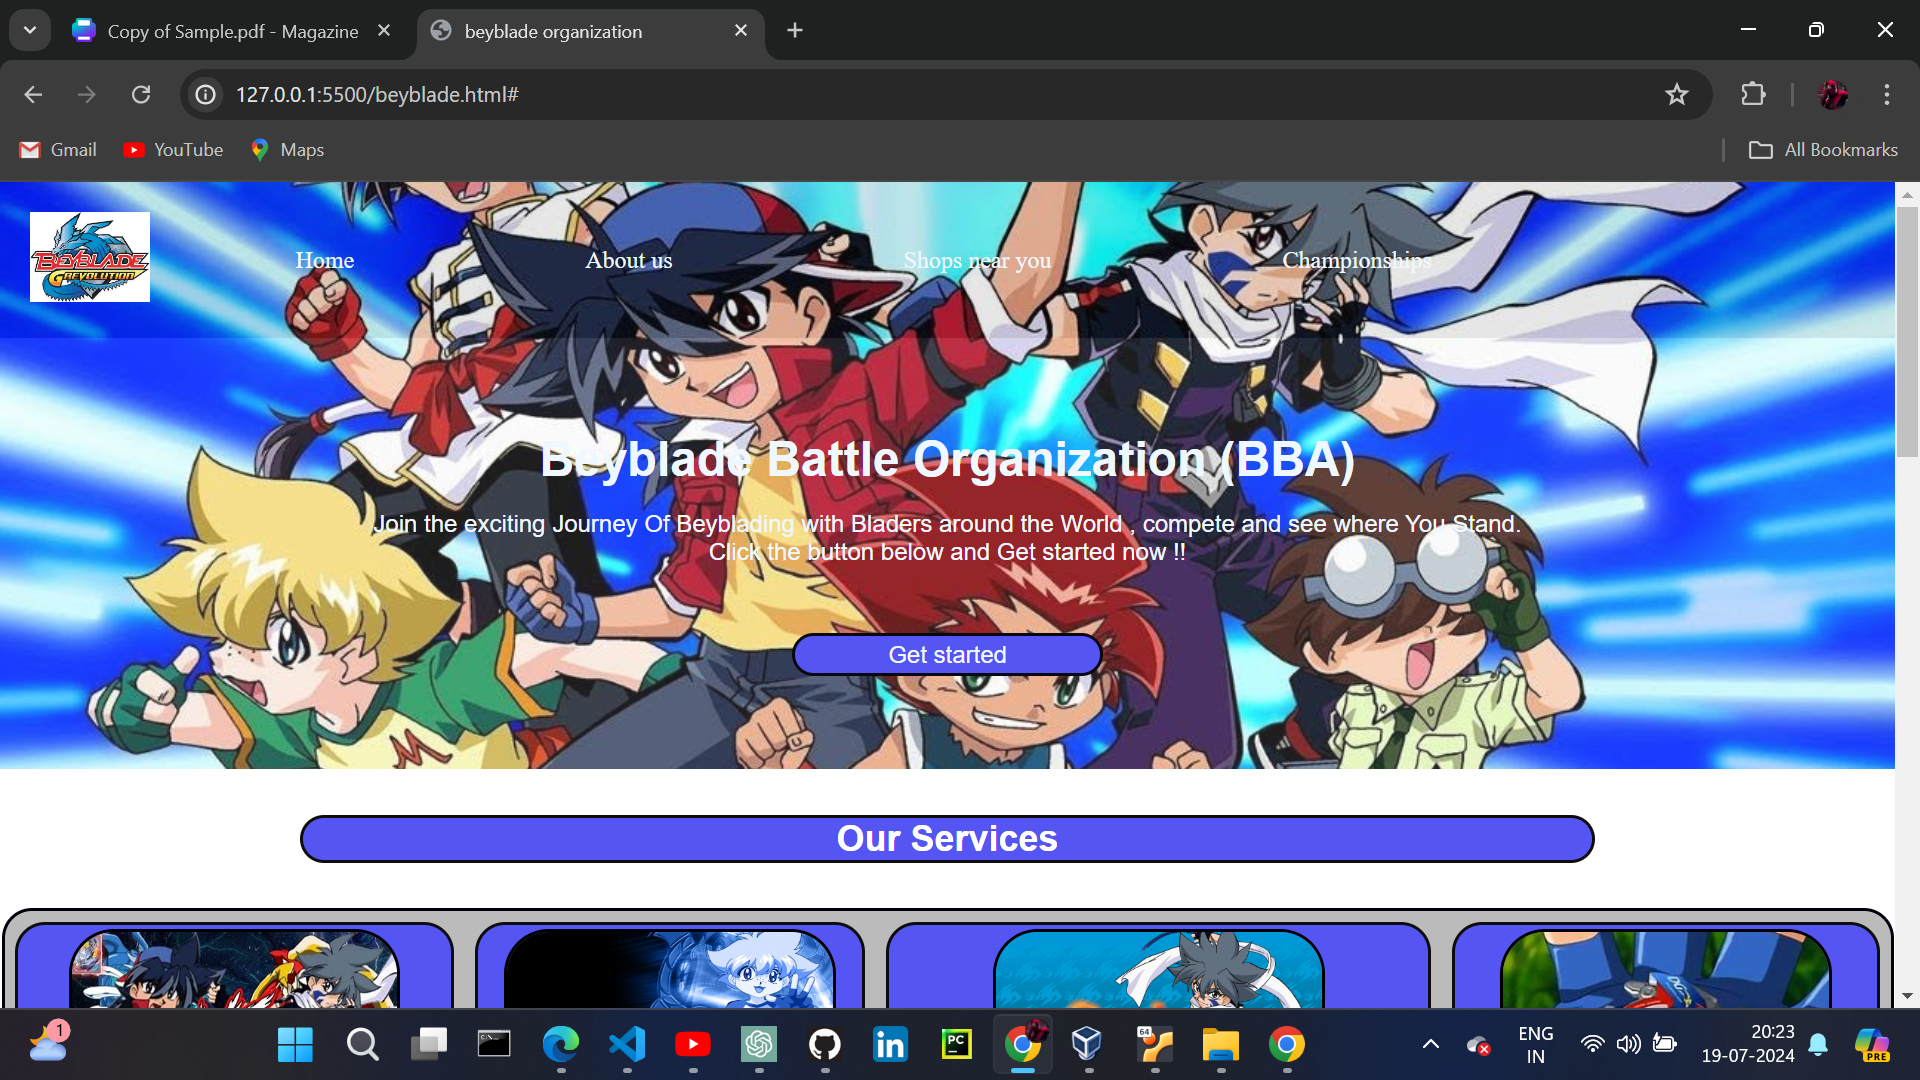 Copy of Sample.pdf - Magazine
beyblade organization
127.0.0.1:5500/beyblade.html#
Gmail
YouTube
Maps
All Bookmarks
BEYBLADE
G REVOLUTION
Home
About us
Shops near you
Championships
Beyblade Battle Organization (BBA)
Join the exciting Journey Of Beyblading with Bladers around the World , compete and see where You Stand.
Click the button below and Get started now !!
Get started
Our Services
1
PC
64
ENG
IN
20:23
19-07-2024
PRE